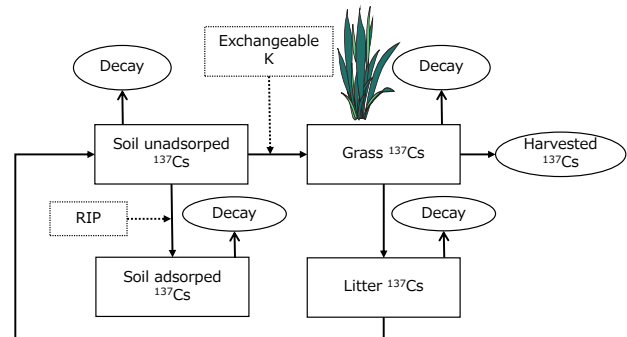 Exchangeable
K
Decay
Decay
Soil unadsorped
¹³⁷Cs
Grass ¹³⁷Cs
Harvested
¹³⁷Cs
RIP
Decay
Decay
Soil adsorped
¹³⁷Cs
Litter ¹³⁷Cs